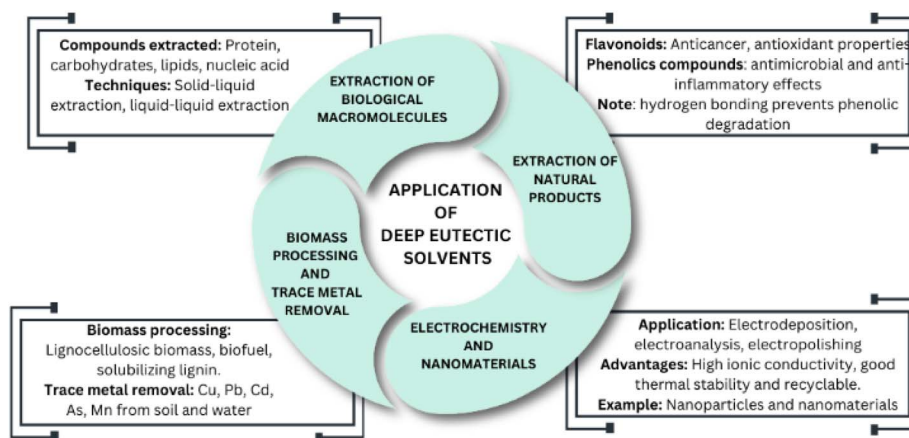 Compounds extracted: Protein,
carbohydrates, lipids, nucleic acid
Techniques: Solid-liquid
extraction, liquid-liquid extraction
EXTRACTION OF
BIOLOGICAL
MACROMOLECULES
Flavonoids: Anticancer, antioxidant properties
Phenolics compounds: antimicrobial and anti-
inflammatory effects
Note: hydrogen bonding prevents phenolic
degradation
EXTRACTION OF
NATURAL
PRODUCTS
APPLICATION
OF
DEEP EUTECTIC
SOLVENTS
BIOMASS
PROCESSING
AND
TRACE METAL
REMOVAL
ELECTROCHEMISTRY
AND
NANOMATERIALS
Biomass processing:
Lignocellulosic biomass, biofuel,
solubilizing lignin.
Trace metal removal: Cu, Pb, Cd,
As, Mn from soil and water
Application: Electrodeposition,
electroanalysis, electropolishing
Advantages: High ionic conductivity, good
thermal stability and recyclable.
Example: Nanoparticles and nanomaterials